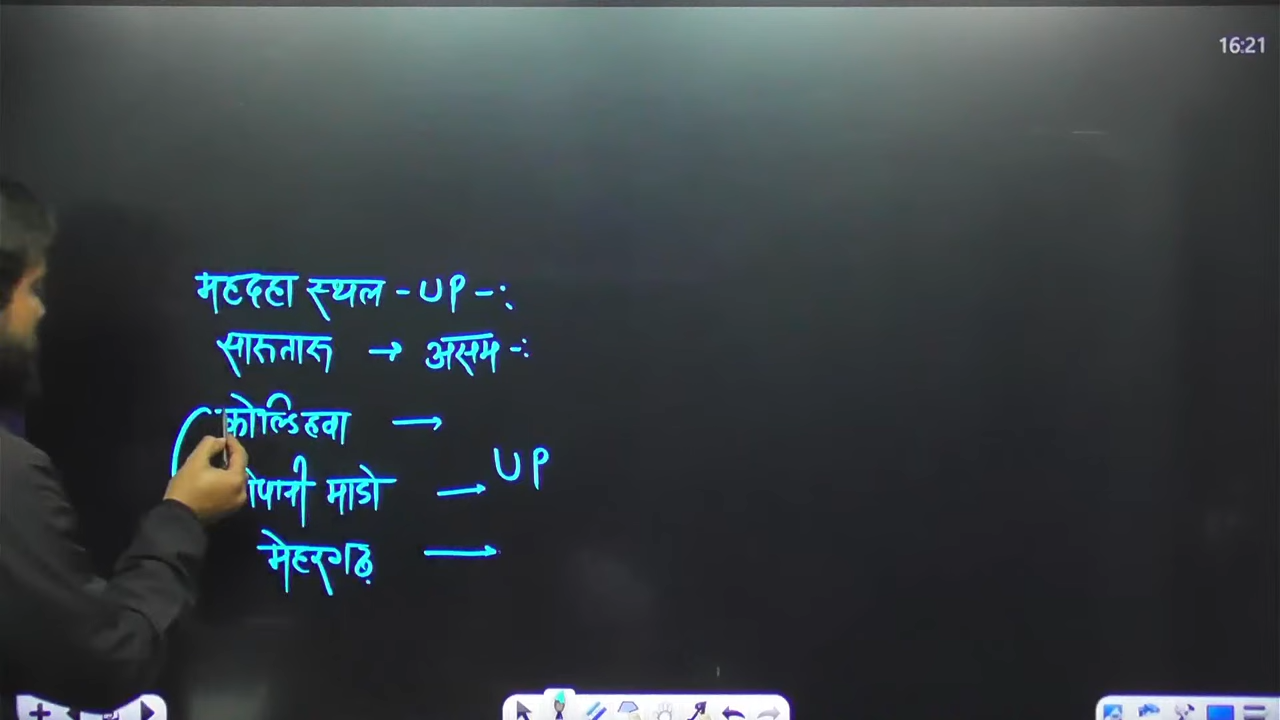 16:21
महदहा स्थल - UP -:
सारुतारु → असम -:
कोल्डिहवा →
UP
माडो →
मेहरगढ़ →